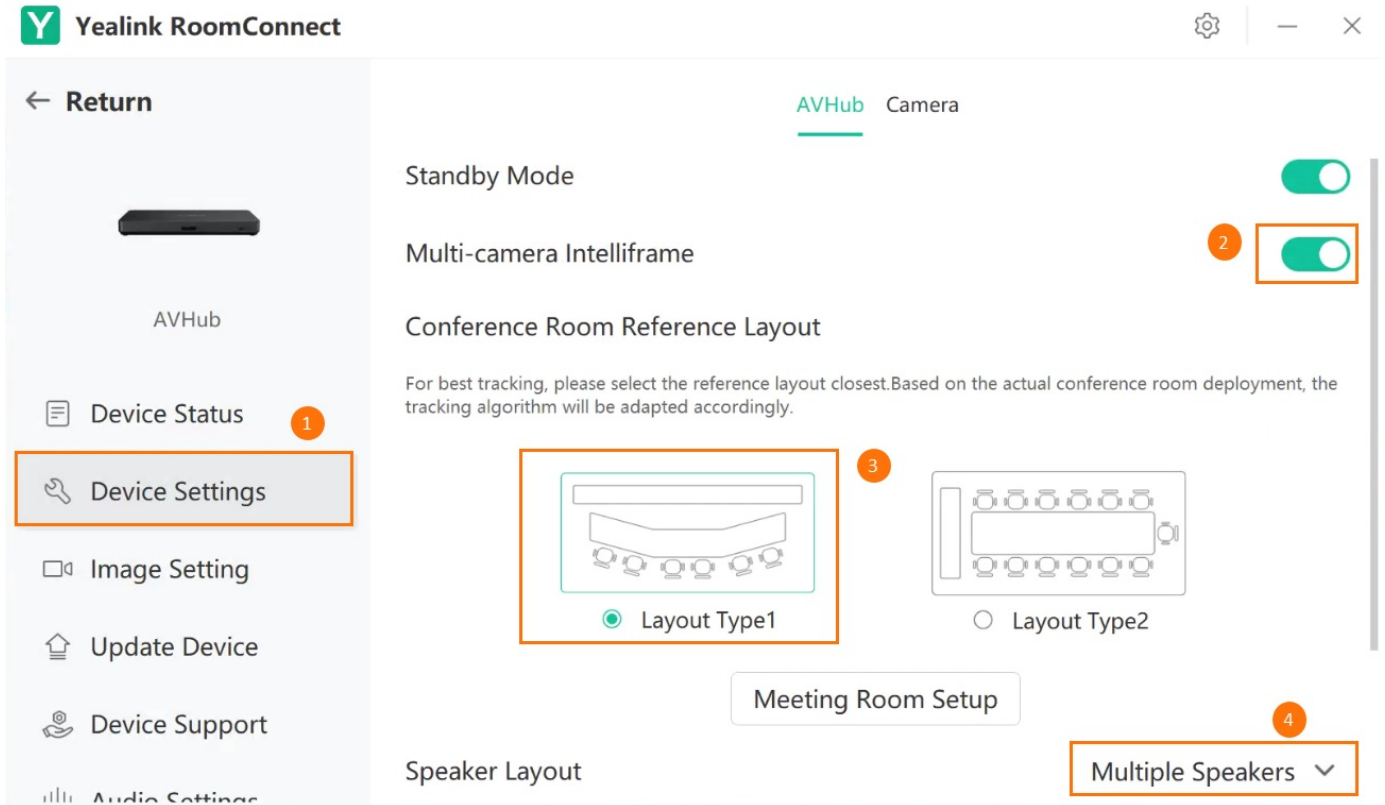 Y Yealink RoomConnect
Return
AVHub Camera
Standby Mode
2
Multi-camera Intelliframe
AVHub
Conference Room Reference Layout
For best tracking, please select the reference layout closest.Based on the actual conference room deployment, the
tracking algorithm will be adapted accordingly.
Device Status
1
3
Device Settings
Image Setting
Layout Type1
Layout Type2
Update Device
Meeting Room Setup
Device Support
4
Speaker Layout
Multiple Speakers
Audio Settings